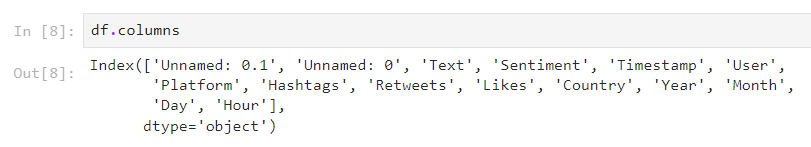 In [8]: df.columns
Out[8]: Index(['Unnamed: 0.1', 'Unnamed: 0', 'Text', 'Sentiment', 'Timestamp', 'User',
'Platform', 'Hashtags', 'Retweets', 'Likes', 'Country', 'Year', 'Month',
'Day', 'Hour'],
dtype='object')